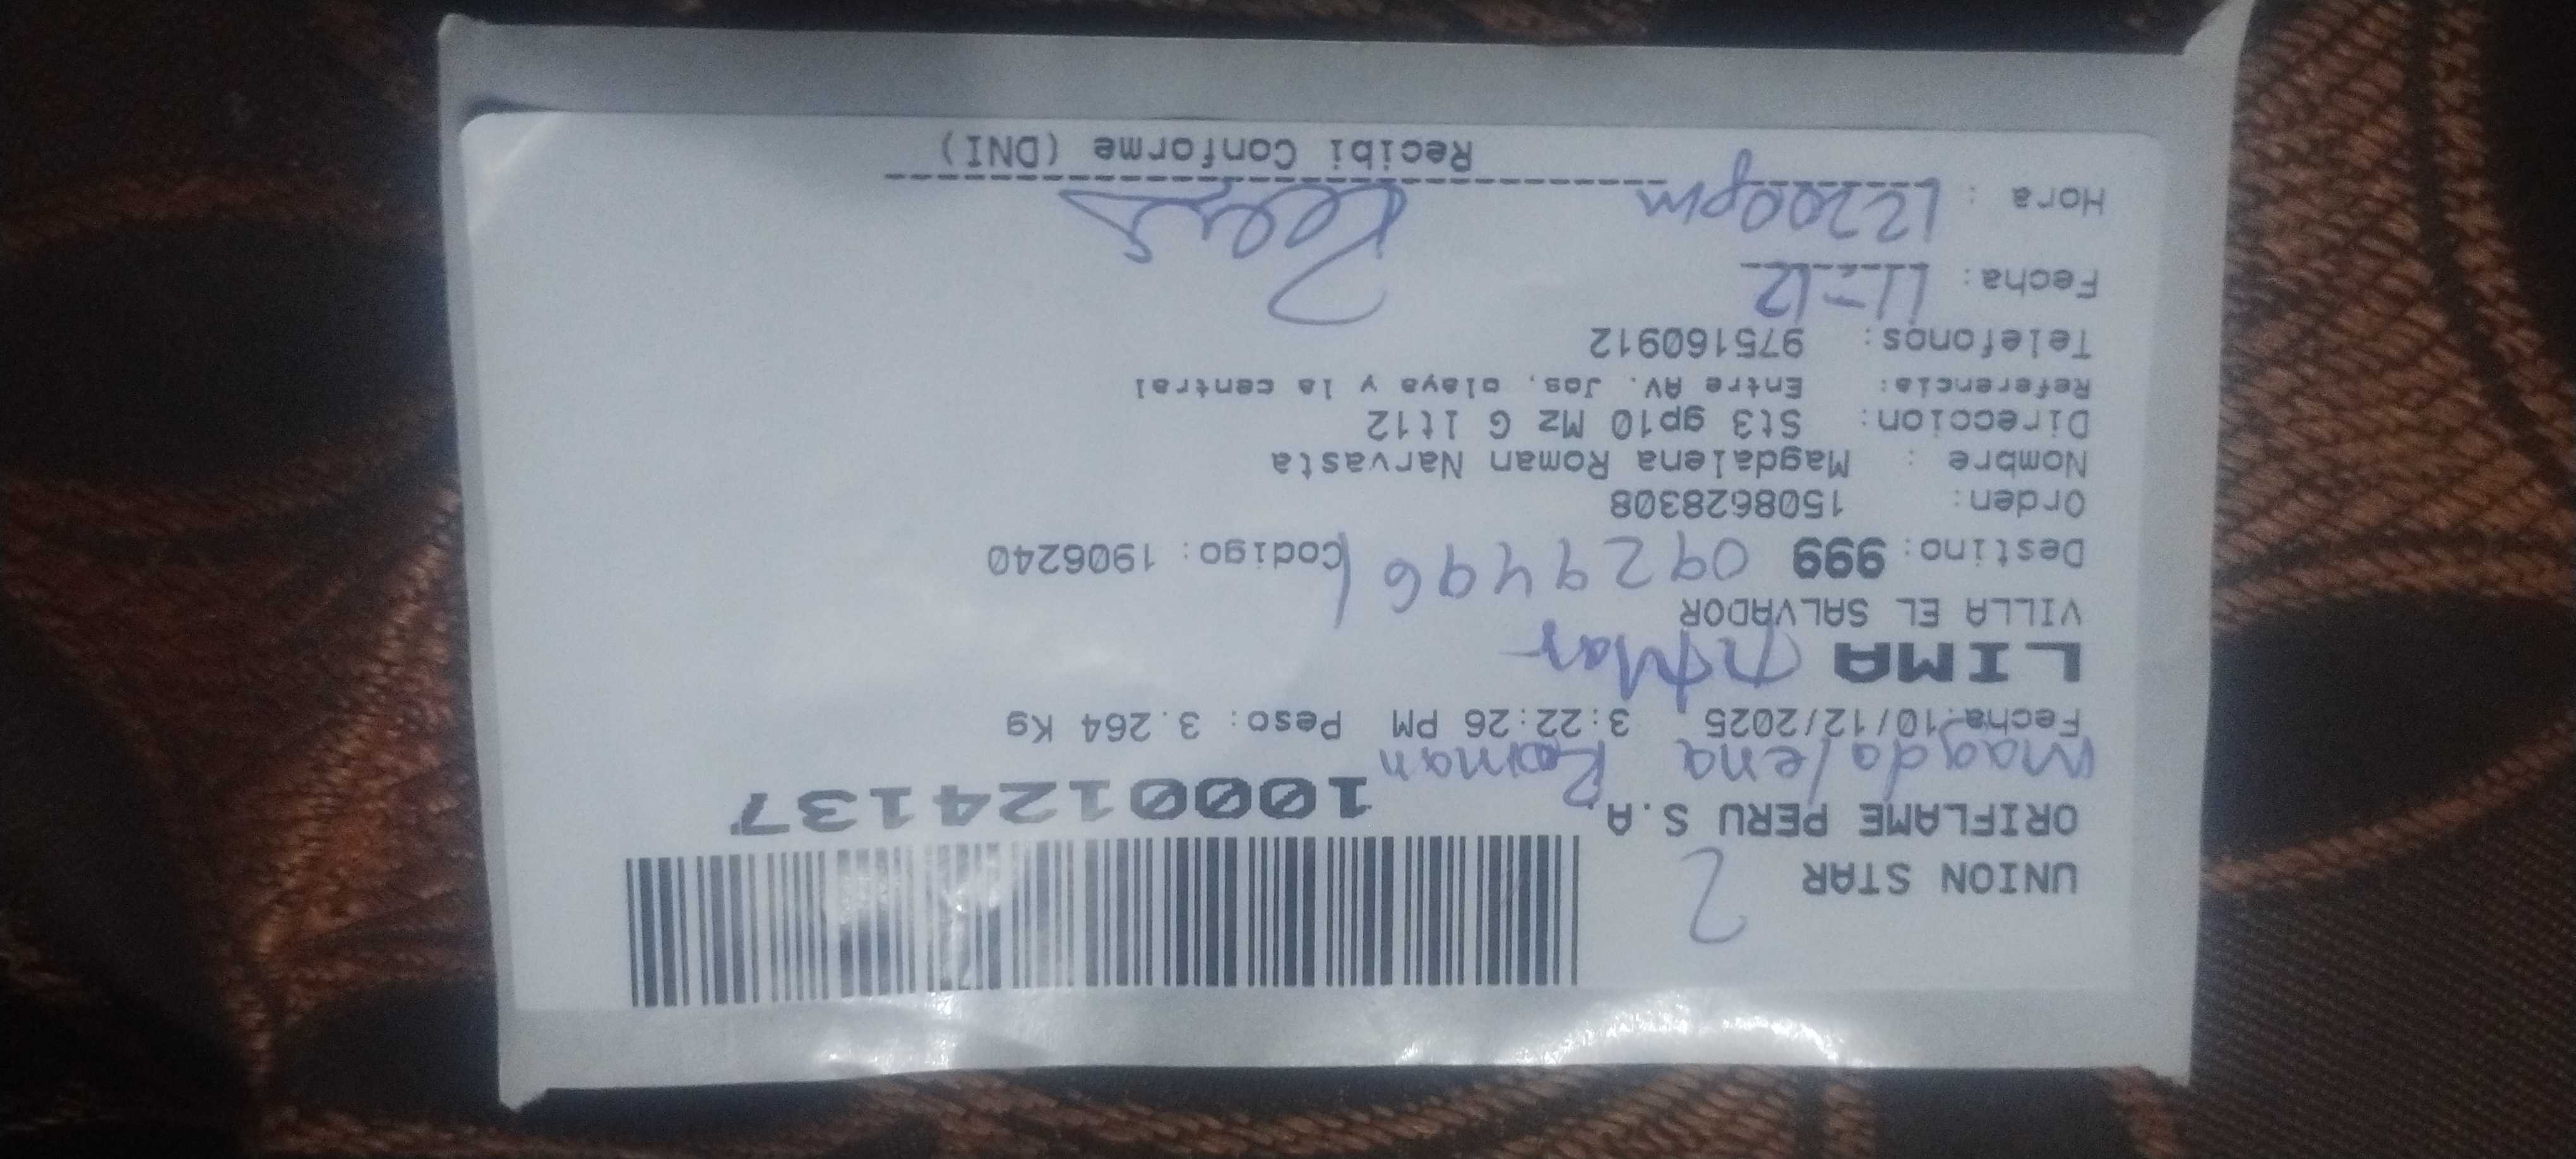 UNION STAR 2
ORIFLAME PERU S.A.
1000124137
Magdalena Roman
Fecha:10/12/2025 3:22:26 PM Peso: 3.264 Kg
LIMA
VILLA EL SALVADOR
Destino: 999 09299496 Codigo: 1906240
Orden: 1508628308
Nombre : Magdalena Roman Narvasta
Direccion: St3 gp10 Mz G lt12
Referencia: Entre AV. Jos, olaya y la central
Telefonos: 975160912
Fecha: 11-12
Hora : 12:00pm
Recibi Conforme (DNI)